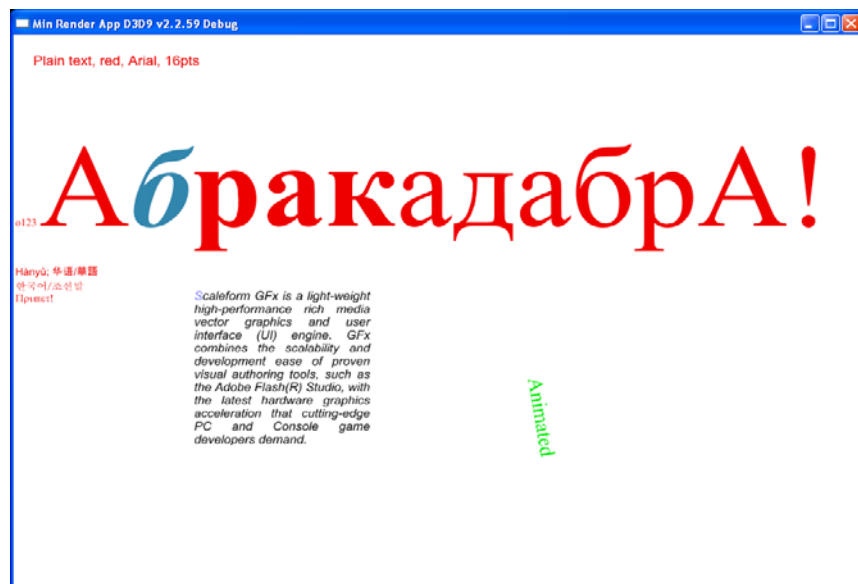 Min Render App D3D9 v2.2.59 Debug
Plain text, red, Arial, 16pts
o123 АбракадабрА!
Hànyǔ; 华语/華語
한국어/조선말
Привет!
Scaleform GFx is a light-weight
high-performance rich media
vector graphics and user
interface (UI) engine. GFx
combines the scalability and
development ease of proven
visual authoring tools, such as
the Adobe Flash(R) Studio, with
the latest hardware graphics
acceleration that cutting-edge
PC and Console game
developers demand.
Animated